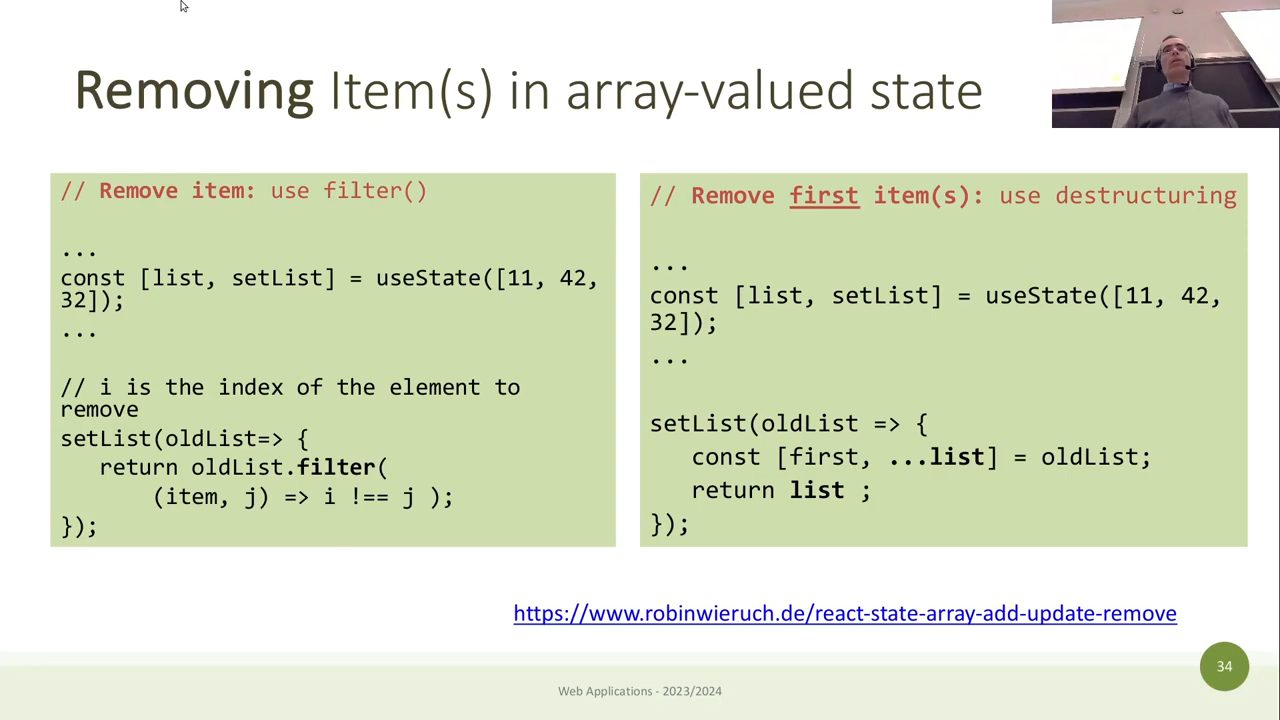 Removing Item(s) in array-valued state
// Remove item: use filter()
...
const [list, setList] = useState([11, 42,
32]);
...
// i is the index of the element to
remove
setList(oldList=> {
return oldList.filter(
(item, j) => i !== j );
});
// Remove first item(s): use destructuring
...
const [list, setList] = useState([11, 42,
32]);
...
setList(oldList => {
const [first, ...list] = oldList;
return list ;
});
https://www.robinwieruch.de/react-state-array-add-update-remove
34
Web Applications - 2023/2024